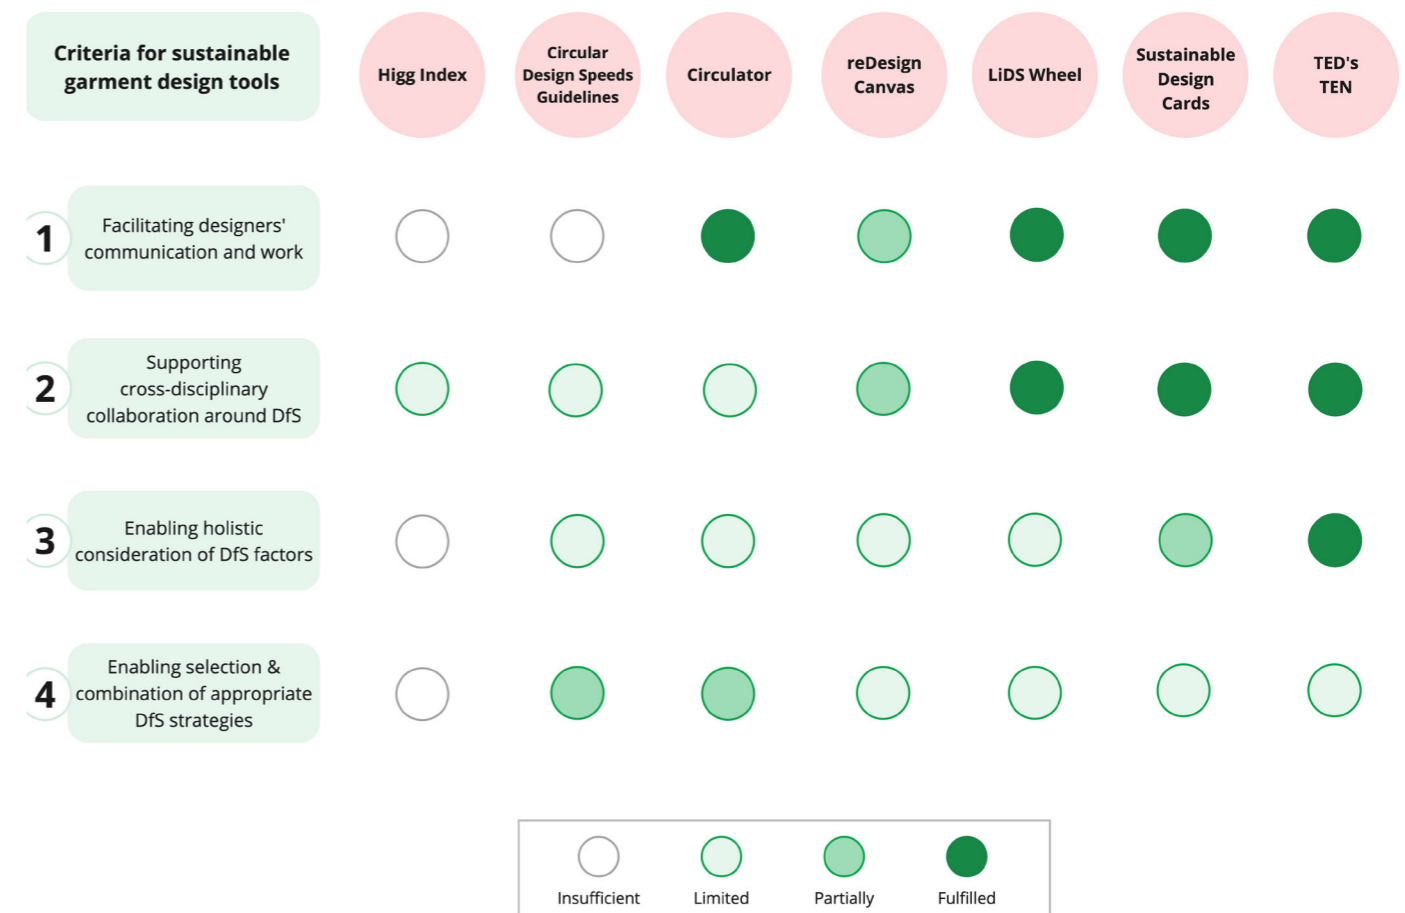 Criteria for sustainable
garment design tools
Higg Index
Circular
Design Speeds
Guidelines
Circulator
reDesign
Canvas
LiDS Wheel
Sustainable
Design
Cards
TED's
TEN
1
Facilitating designers'
communication and work
2
Supporting
cross-disciplinary
collaboration around DfS
3
Enabling holistic
consideration of DfS factors
4
Enabling selection &
combination of appropriate
DfS strategies
Insufficient
Limited
Partially
Fulfilled